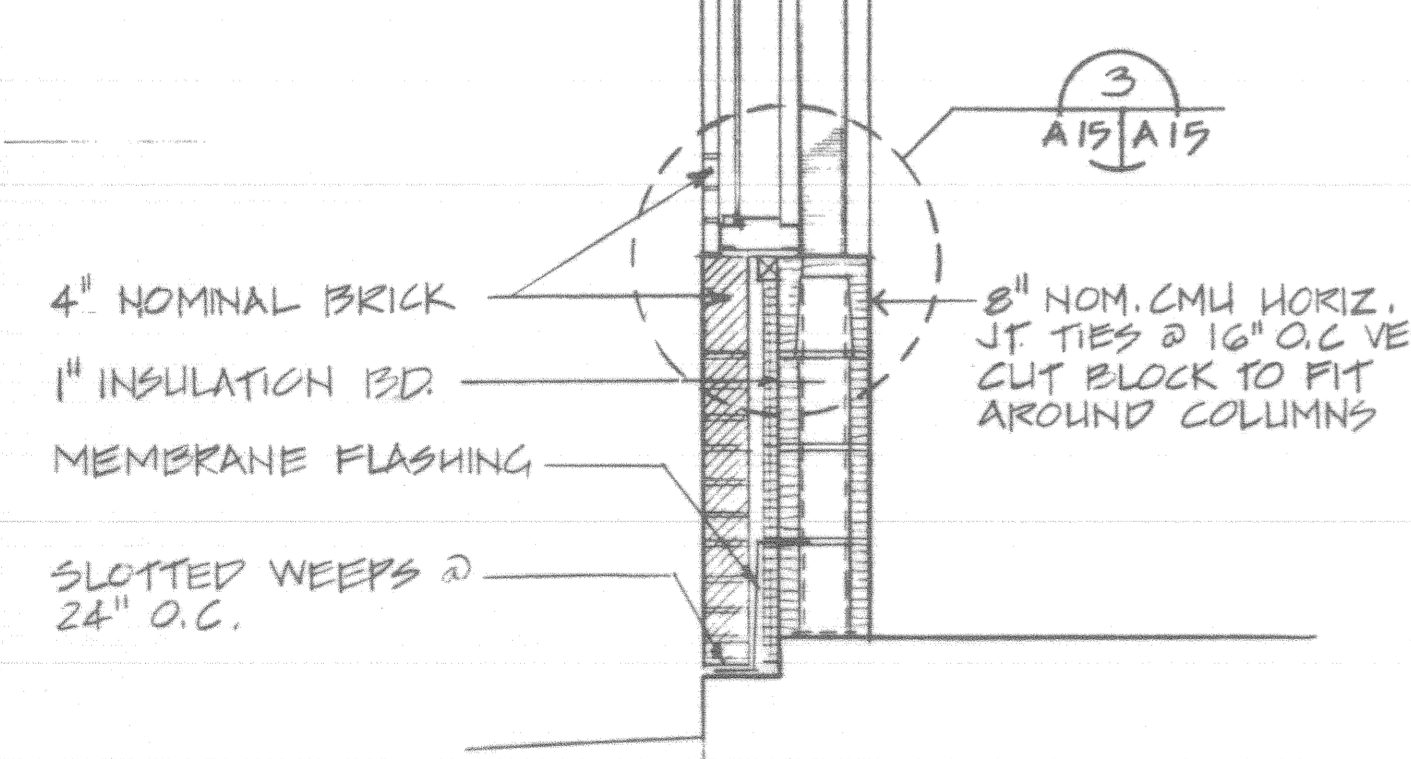 3
A15 A15
4" NOMINAL BRICK
1" INSULATION BD.
MEMBRANE FLASHING
SLOTTED WEEPS @
24" O.C.
8" NOM. CMU HORIZ.
JT. TIES @ 16" O.C VE
CUT BLOCK TO FIT
AROUND COLUMNS